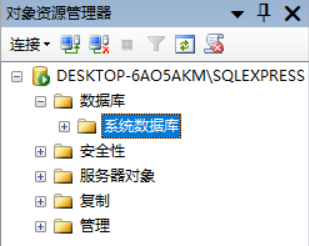 对象资源管理器
连接
DESKTOP-6AO5AKM\SQLEXPRESS
数据库
系统数据库
安全性
服务器对象
复制
管理